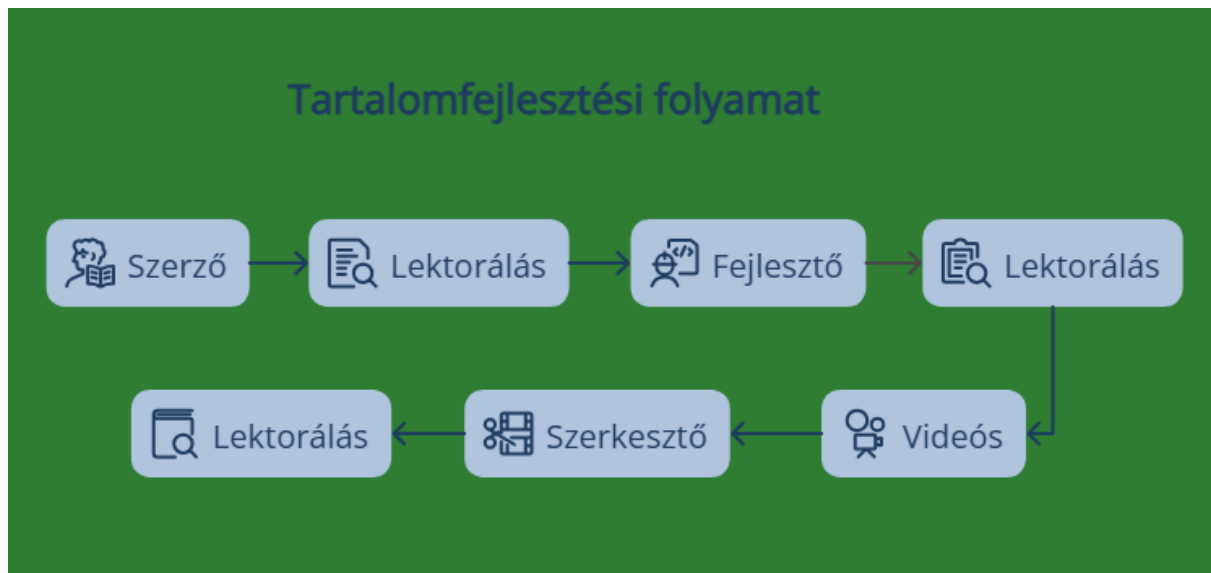 Tartalomfejlesztési folyamat
Szerző
Lektorálás
Fejlesztő
Lektorálás
Videós
Szerkesztő
Lektorálás